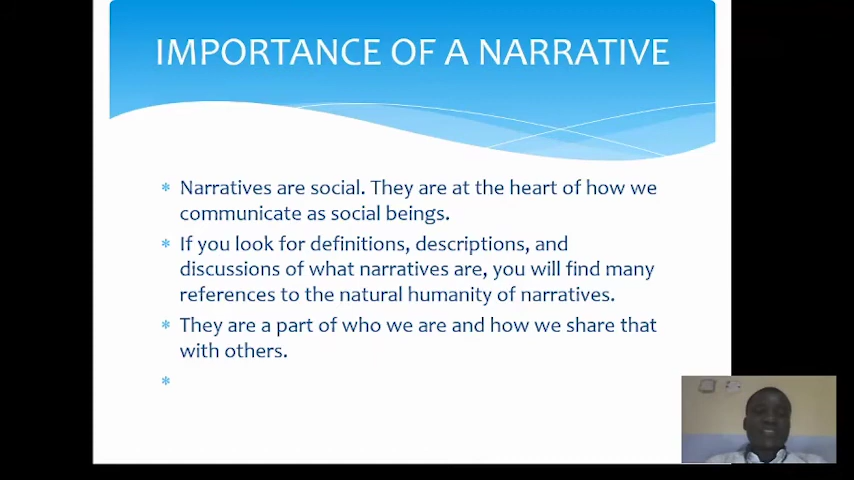 IMPORTANCE OF A NARRATIVE
* Narratives are social. They are at the heart of how we
communicate as social beings.
* If you look for definitions, descriptions, and
discussions of what narratives are, you will find many
references to the natural humanity of narratives.
* They are a part of who we are and how we share that
with others.
*